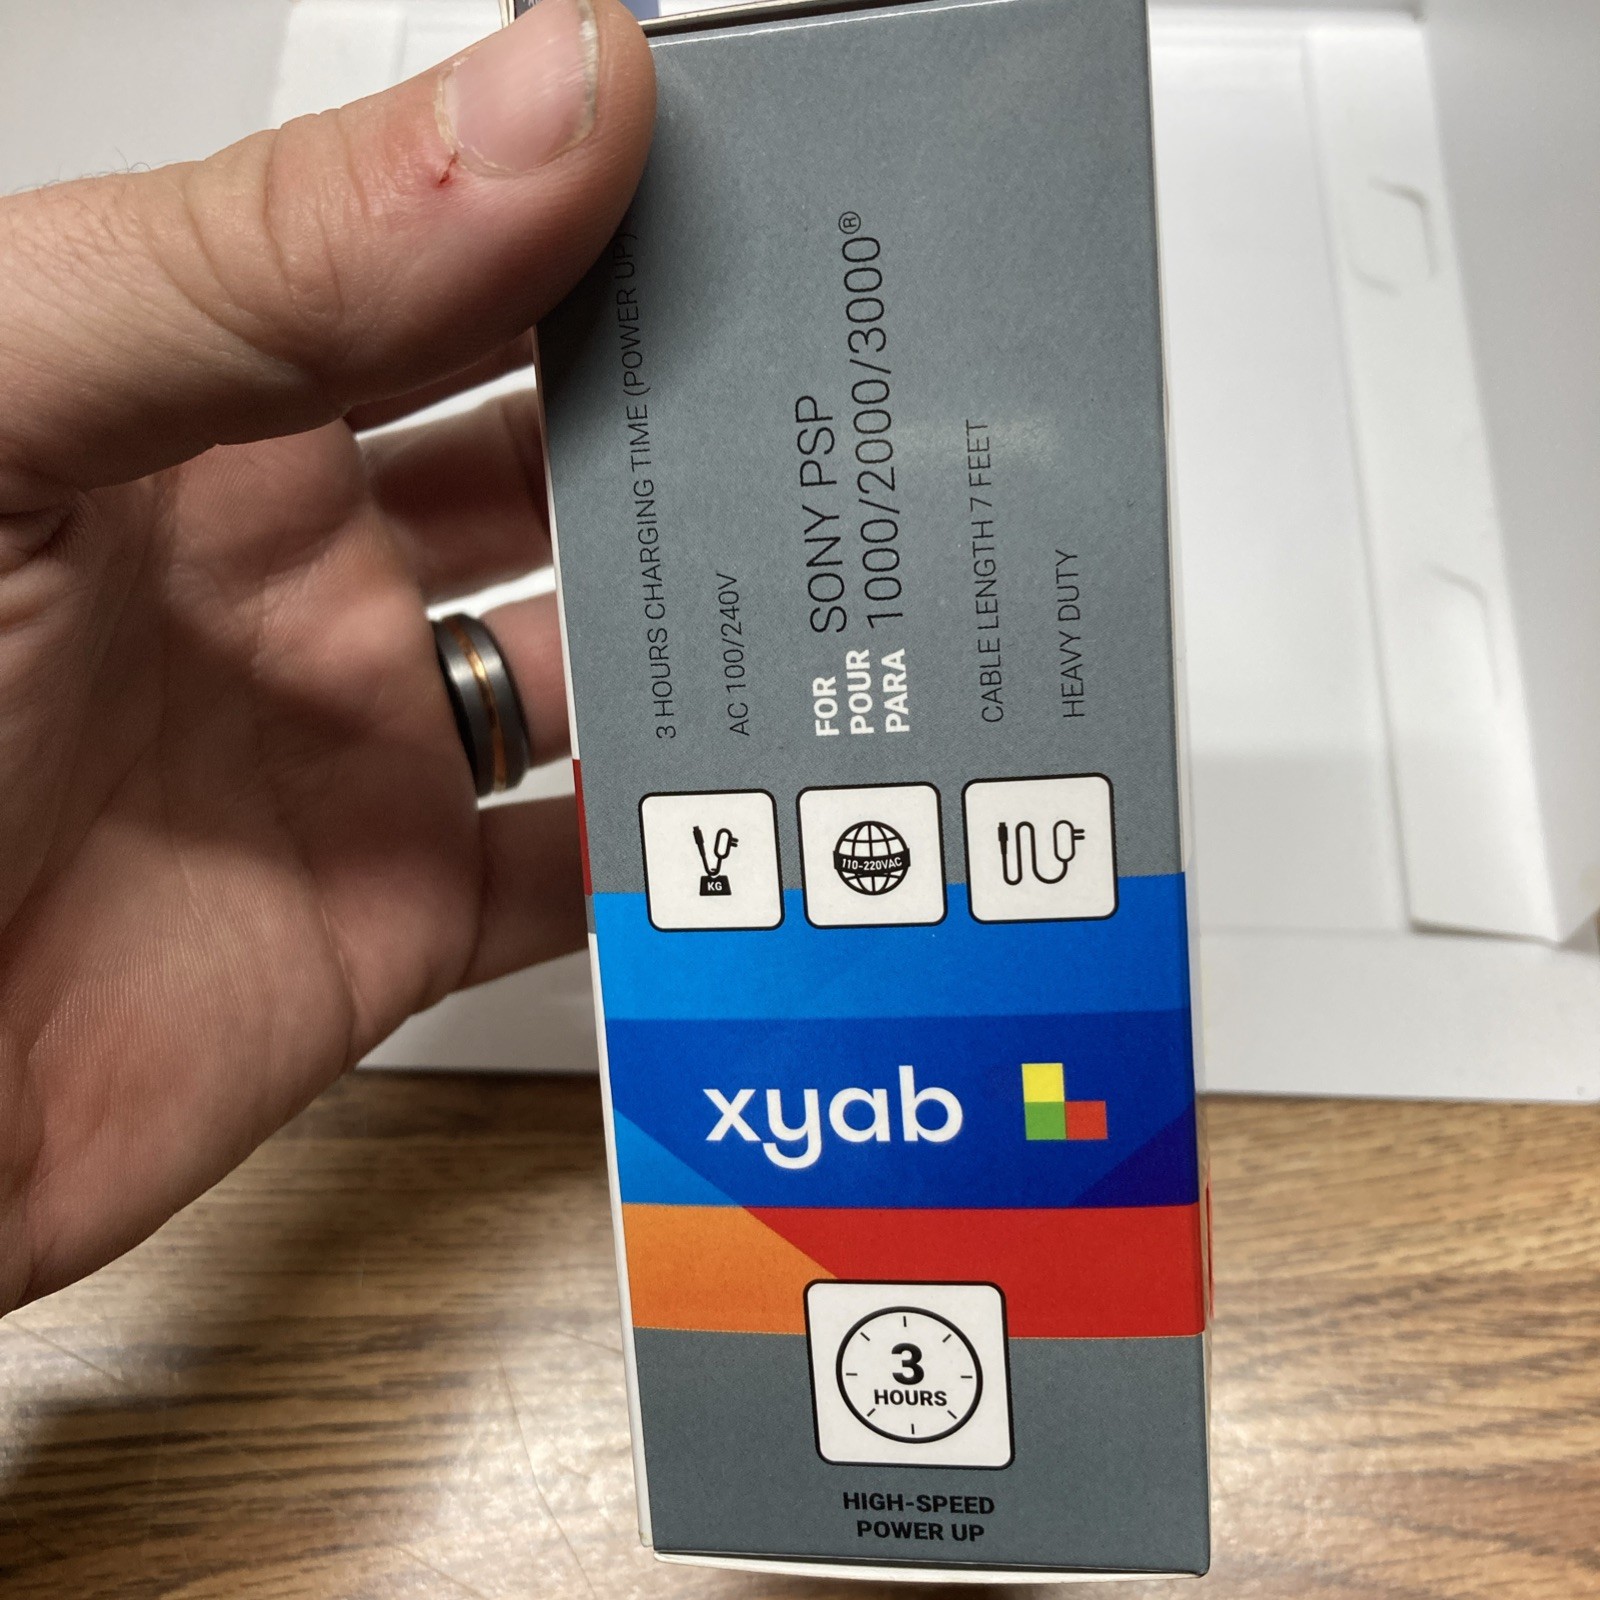 3 HOURS CHARGING TIME (POWER UP)
AC 100/240V
FOR
POUR
PARA
SONY PSP
1000/2000/3000®
CABLE LENGTH 7 FEET
HEAVY DUTY
KG
110-220VAC
xyab
3
HOURS
HIGH-SPEED
POWER UP